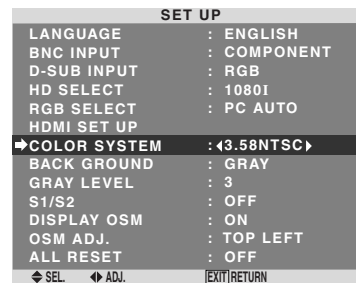 SET UP
LANGUAGE : ENGLISH
BNC INPUT : COMPONENT
D-SUB INPUT : RGB
HD SELECT : 1080I
RGB SELECT : PC AUTO
HDMI SET UP
COLOR SYSTEM : 3.58NTSC
BACK GROUND : GRAY
GRAY LEVEL : 3
S1/S2 : OFF
DISPLAY OSM : ON
OSM ADJ. : TOP LEFT
ALL RESET : OFF
SEL. ADJ. EXIT RETURN